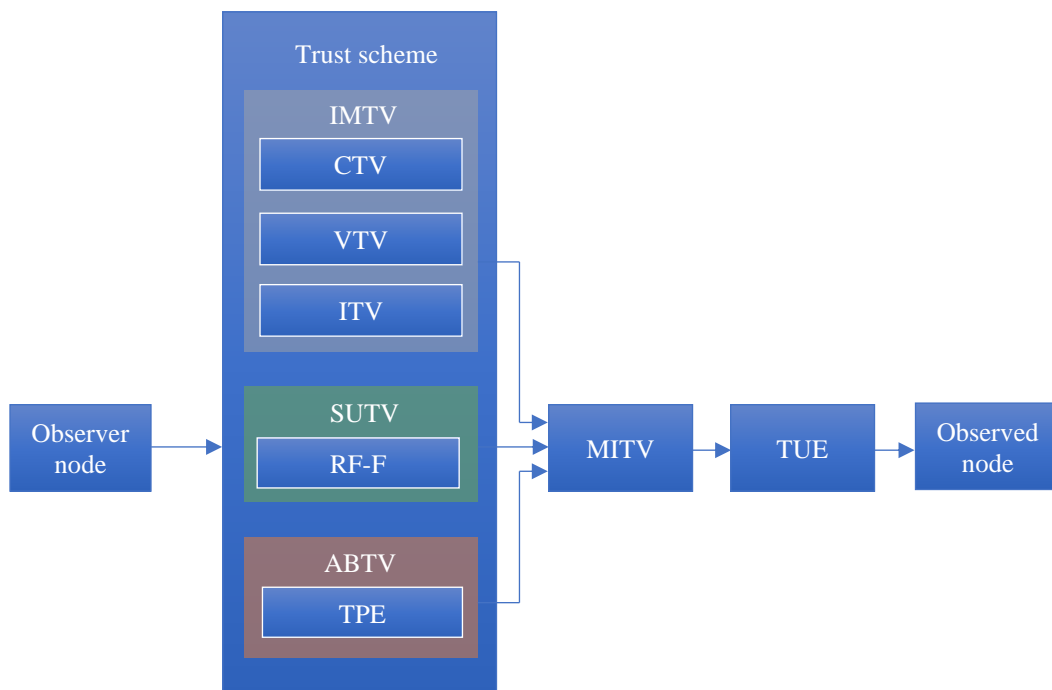 Trust scheme
IMTV
CTV
VTV
ITV
SUTV
RF-F
ABTV
TPE
Observer
node
MITV
TUE
Observed
node